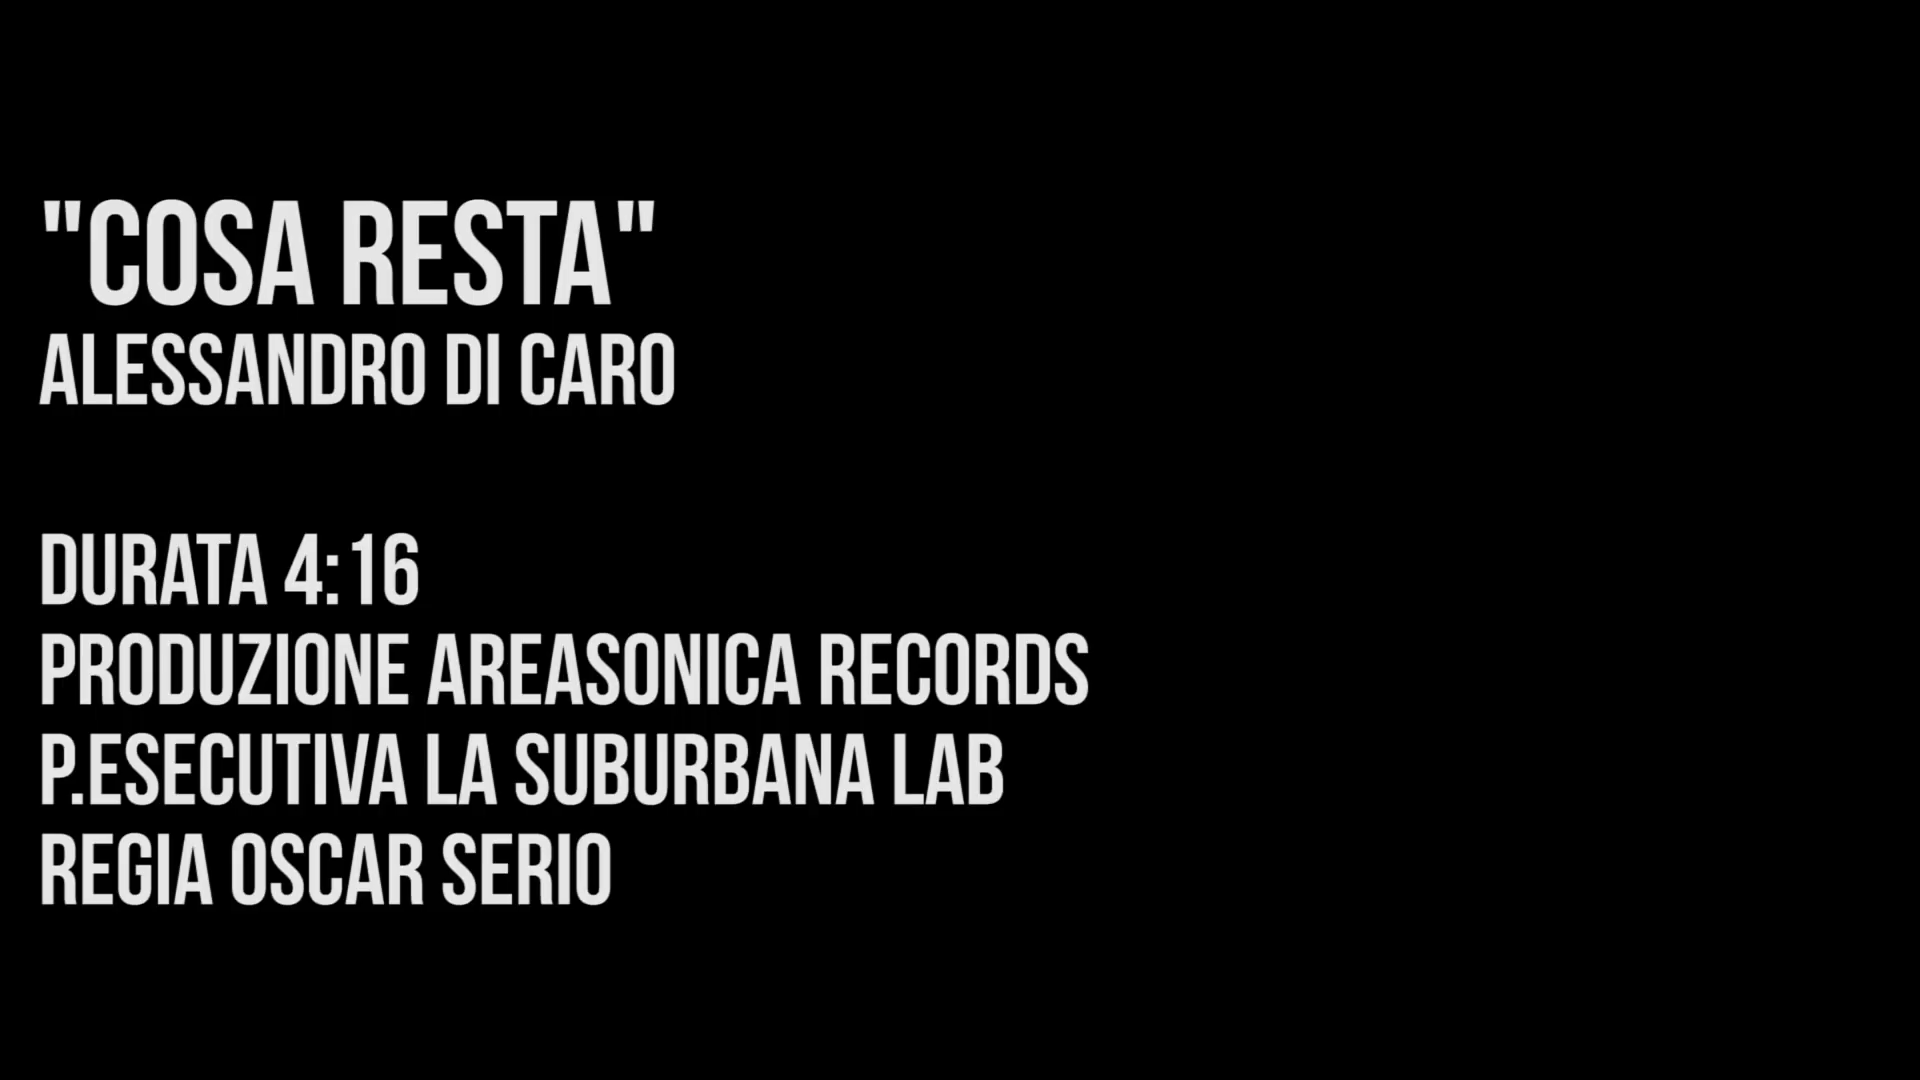 "COSA RESTA"
ALESSANDRO DI CARO
DURATA 4:16
PRODUZIONE AREASONICA RECORDS
P.ESECUTIVA LA SUBURBANA LAB
REGIA OSCAR SERIO